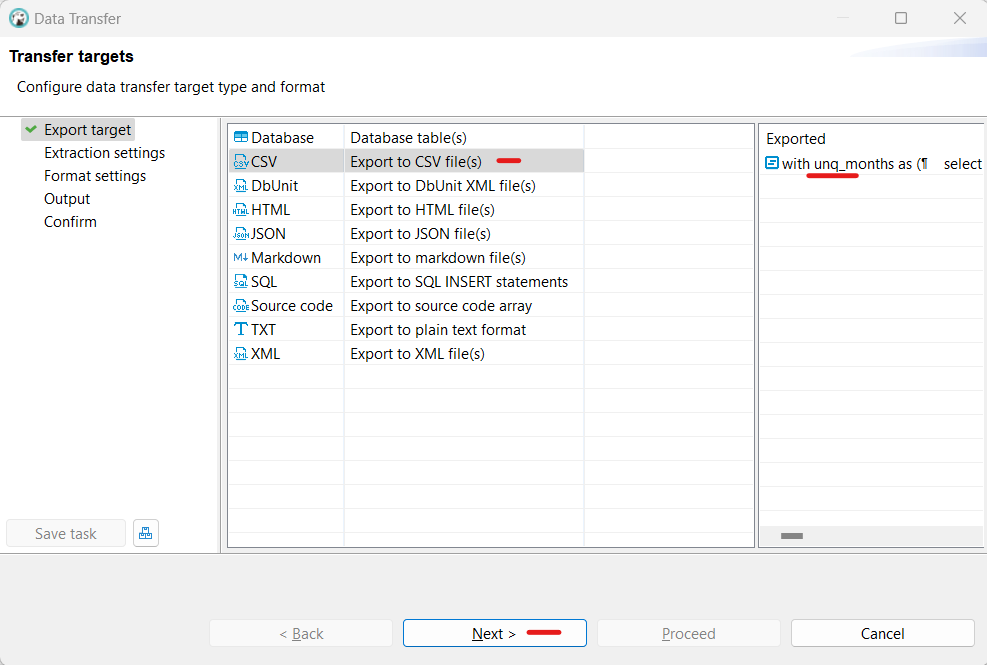 Data Transfer
Transfer targets
Configure data transfer target type and format
Export target
Extraction settings
Format settings
Output
Confirm
Database Database table(s)
CSV Export to CSV file(s)
DbUnit Export to DbUnit XML file(s)
HTML Export to HTML file(s)
JSON Export to JSON file(s)
Markdown Export to markdown file(s)
SQL Export to SQL INSERT statements
Source code Export to source code array
TXT Export to plain text format
XML Export to XML file(s)
Exported
with unq_months as (¶ select
Save task
< Back
Next >
Proceed
Cancel